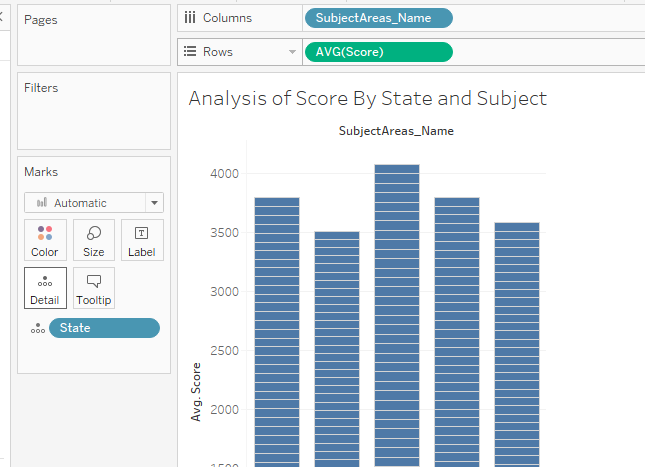 Pages
Columns
SubjectAreas_Name
Rows
AVG(Score)
Filters
Marks
Automatic
Color
Size
Label
Detail
Tooltip
State
Analysis of Score By State and Subject
SubjectAreas_Name
4000
3500
3000
2500
2000
1500
Avg. Score